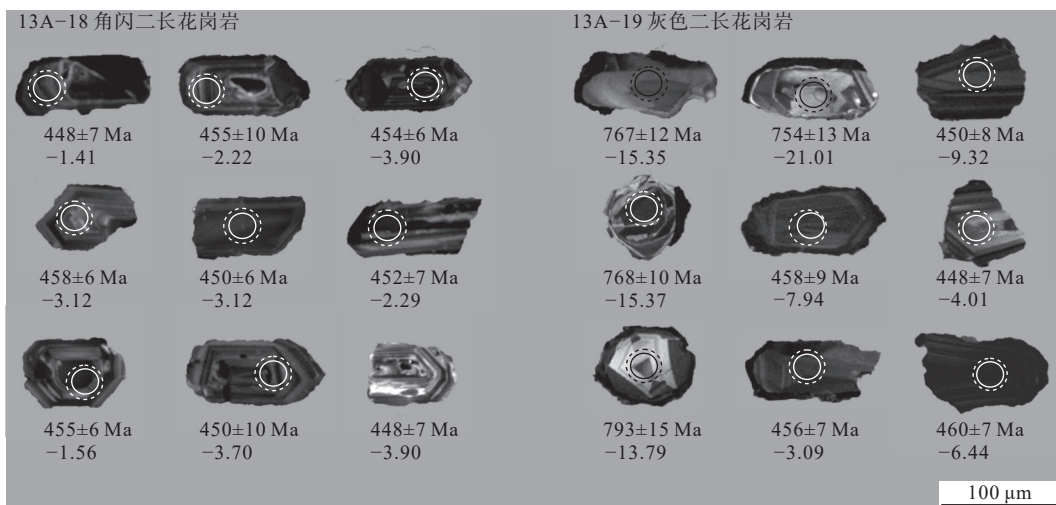 13A−18 角闪二长花岗岩
13A−19 灰色二长花岗岩
448±7 Ma
−1.41
455±10 Ma
−2.22
454±6 Ma
−3.90
767±12 Ma
−15.35
754±13 Ma
−21.01
450±8 Ma
−9.32
458±6 Ma
−3.12
450±6 Ma
−3.12
452±7 Ma
−2.29
768±10 Ma
−15.37
458±9 Ma
−7.94
448±7 Ma
−4.01
455±6 Ma
−1.56
450±10 Ma
−3.70
448±7 Ma
−3.90
793±15 Ma
−13.79
456±7 Ma
−3.09
460±7 Ma
−6.44
100 μm